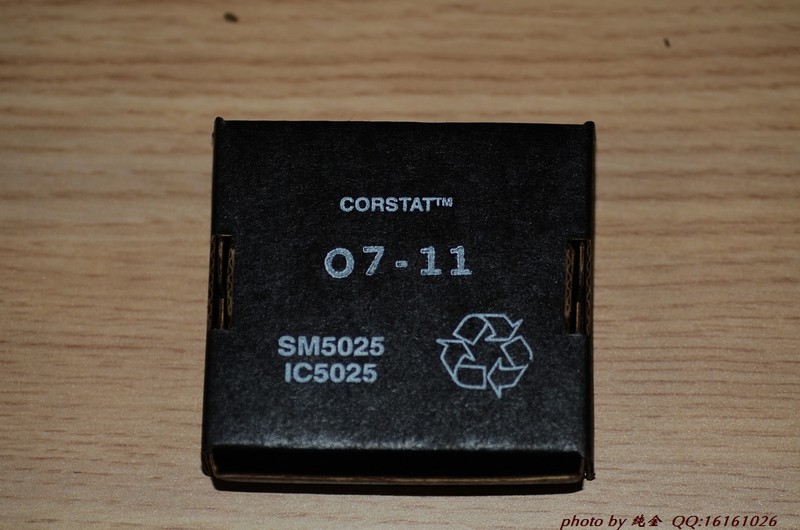 CORSTAT™
07-11
SM5025
IC5025
photo by 纯金 QQ:16161026